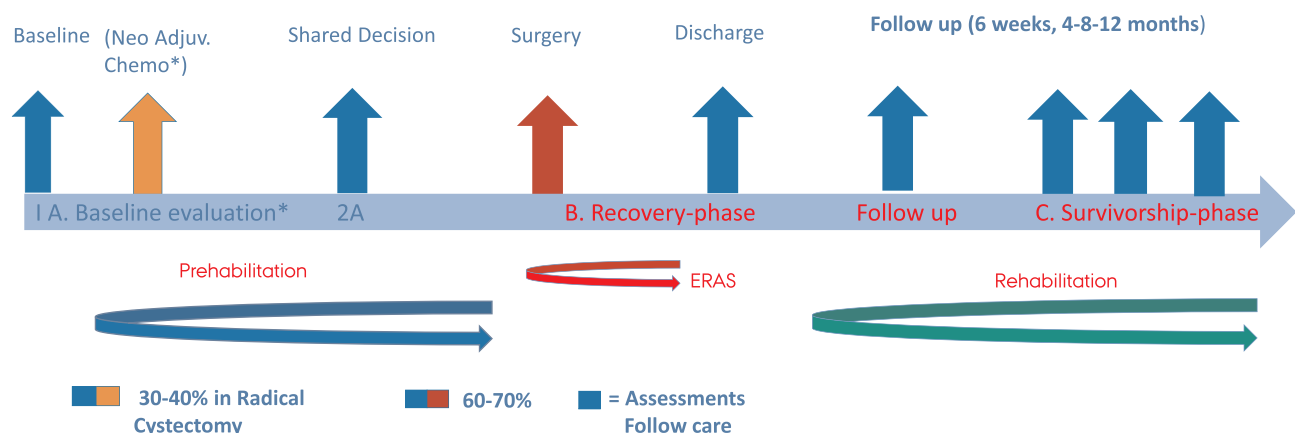 Baseline
(Neo Adjuv.
Chemo*)
Shared Decision
Surgery
Discharge
Follow up (6 weeks, 4-8-12 months)
I A. Baseline evaluation*
2A
B. Recovery-phase
Follow up
C. Survivorship-phase
Prehabilitation
ERAS
Rehabilitation
30-40% in Radical
Cystectomy
60-70%
= Assessments
Follow care